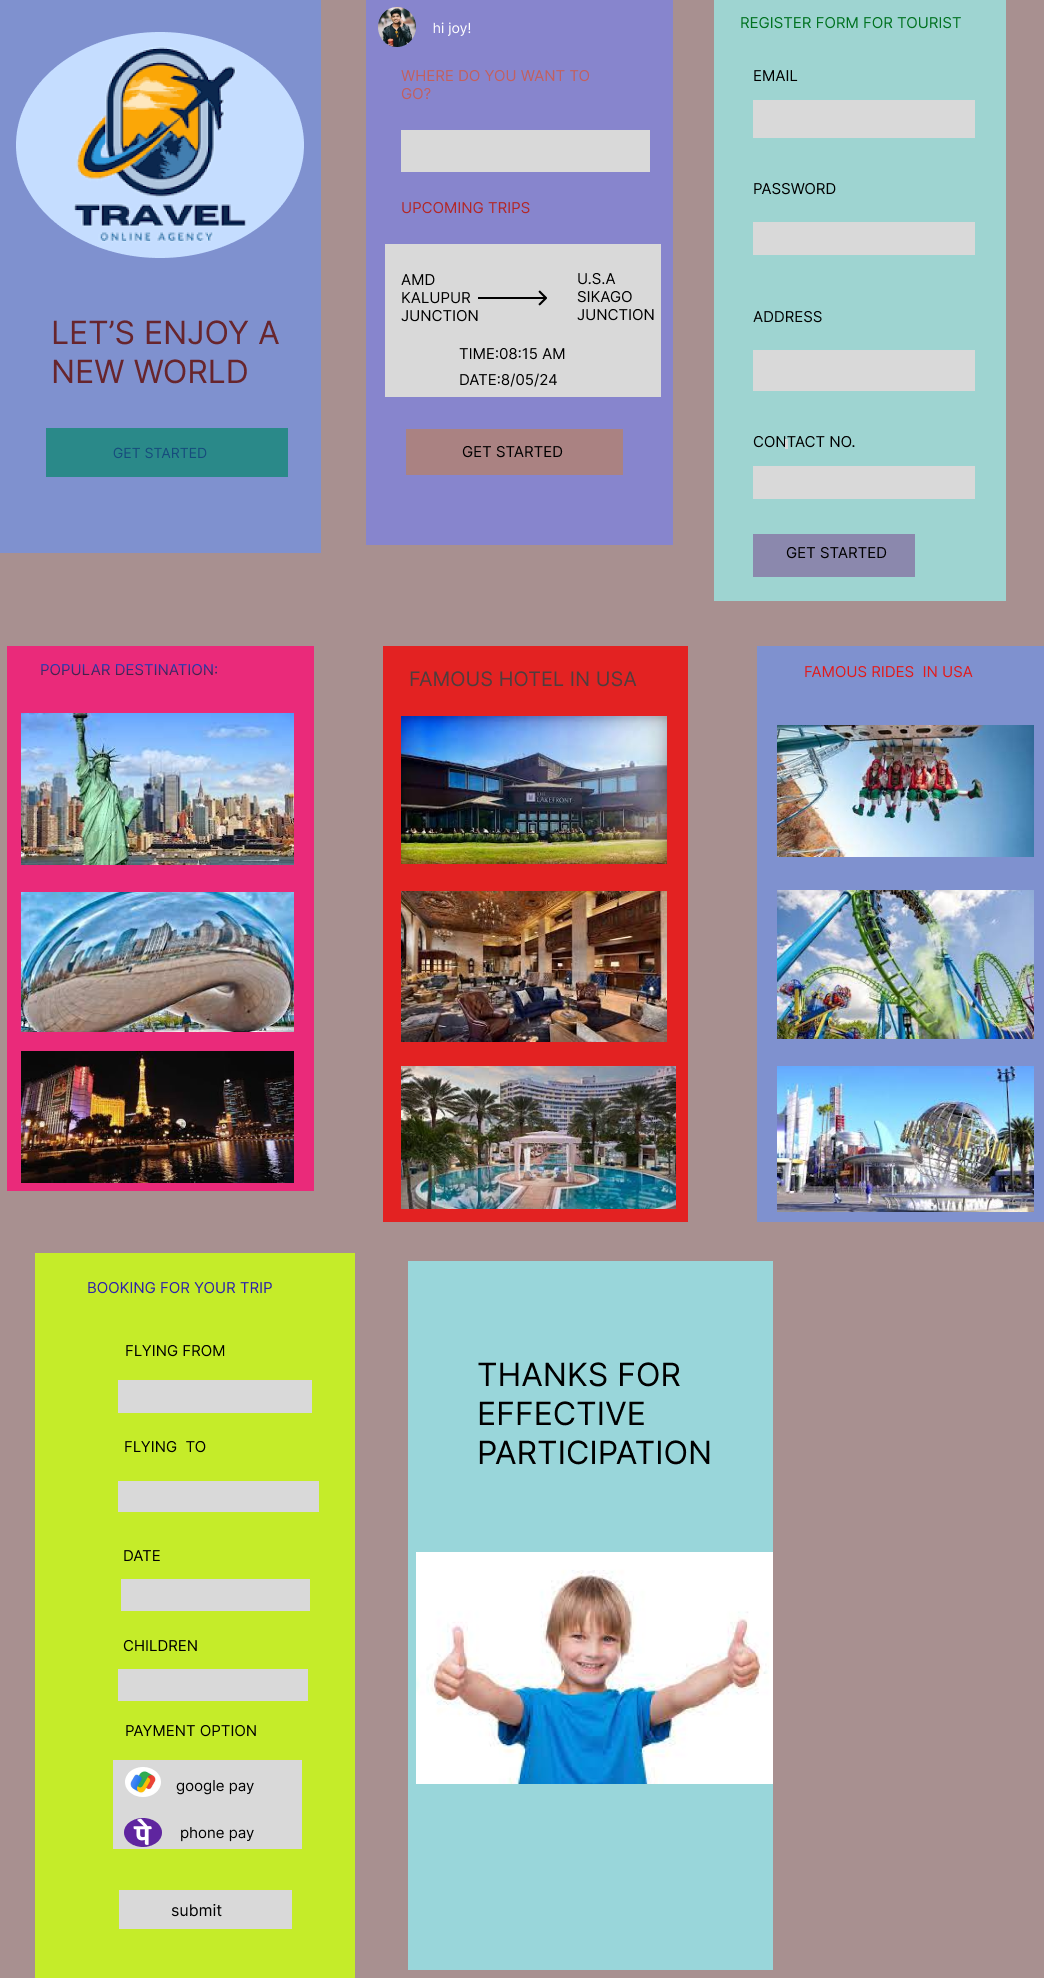 TRAVEL
ONLINE AGENCY
LET'S ENJOY A
NEW WORLD
GET STARTED
hi joy!
WHERE DO YOU WANT TO
GO?
UPCOMING TRIPS
AMD
KALUPUR
JUNCTION
U.S.A
SIKAGO
JUNCTION
TIME:08:15 AM
DATE:8/05/24
GET STARTED
REGISTER FORM FOR TOURIST
EMAIL
PASSWORD
ADDRESS
CONTACT NO.
GET STARTED
POPULAR DESTINATION:
FAMOUS HOTEL IN USA
LAKEFRONT
FAMOUS RIDES  IN USA
BOOKING FOR YOUR TRIP
FLYING FROM
FLYING  TO
DATE
CHILDREN
PAYMENT OPTION
google pay
पे
phone pay
submit
THANKS FOR
EFFECTIVE
PARTICIPATION